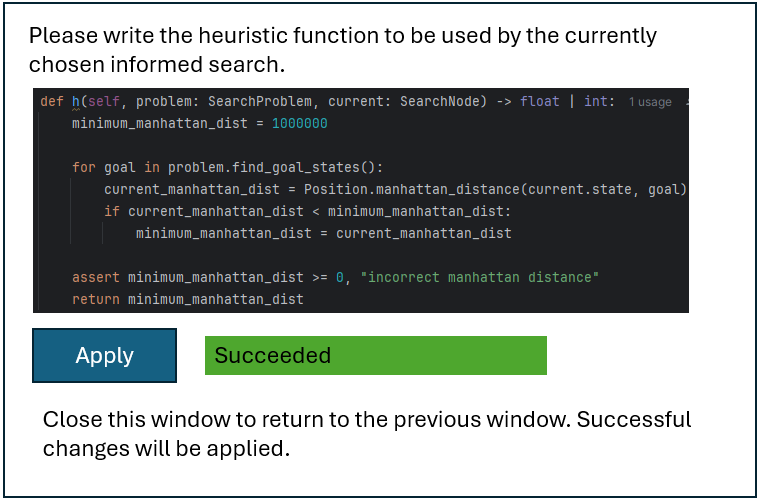 Please write the heuristic function to be used by the currently
chosen informed search.
def h(self, problem: SearchProblem, current: SearchNode) -> float | int:  1 usage
    minimum_manhattan_dist = 1000000
    for goal in problem.find_goal_states():
        current_manhattan_dist = Position.manhattan_distance(current.state, goal)
        if current_manhattan_dist < minimum_manhattan_dist:
            minimum_manhattan_dist = current_manhattan_dist
    assert minimum_manhattan_dist >= 0, "incorrect manhattan distance"
    return minimum_manhattan_dist
Apply
Succeeded
Close this window to return to the previous window. Successful
changes will be applied.